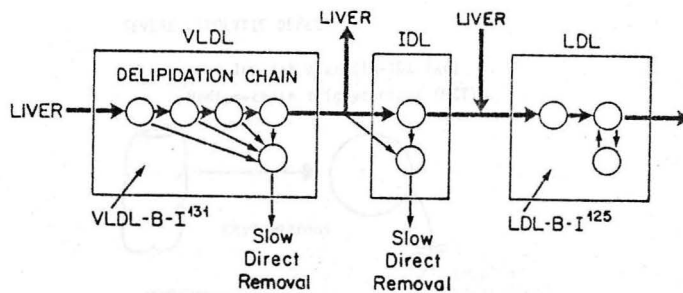 LIVER
LIVER
VLDL
IDL
LDL
DELIPIDATION CHAIN
LIVER
VLDL-B-I¹³¹
LDL-B-I¹²⁵
Slow
Direct
Removal
Slow
Direct
Removal